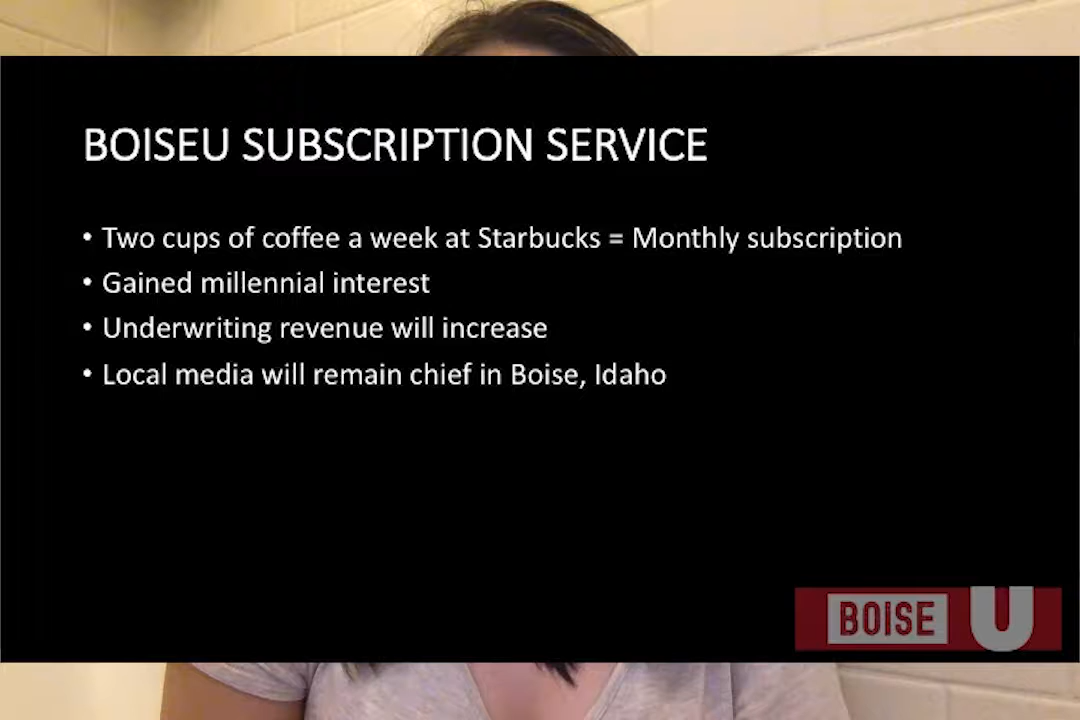 BOISEU SUBSCRIPTION SERVICE
• Two cups of coffee a week at Starbucks = Monthly subscription
• Gained millennial interest
• Underwriting revenue will increase
• Local media will remain chief in Boise, Idaho
BOISE U